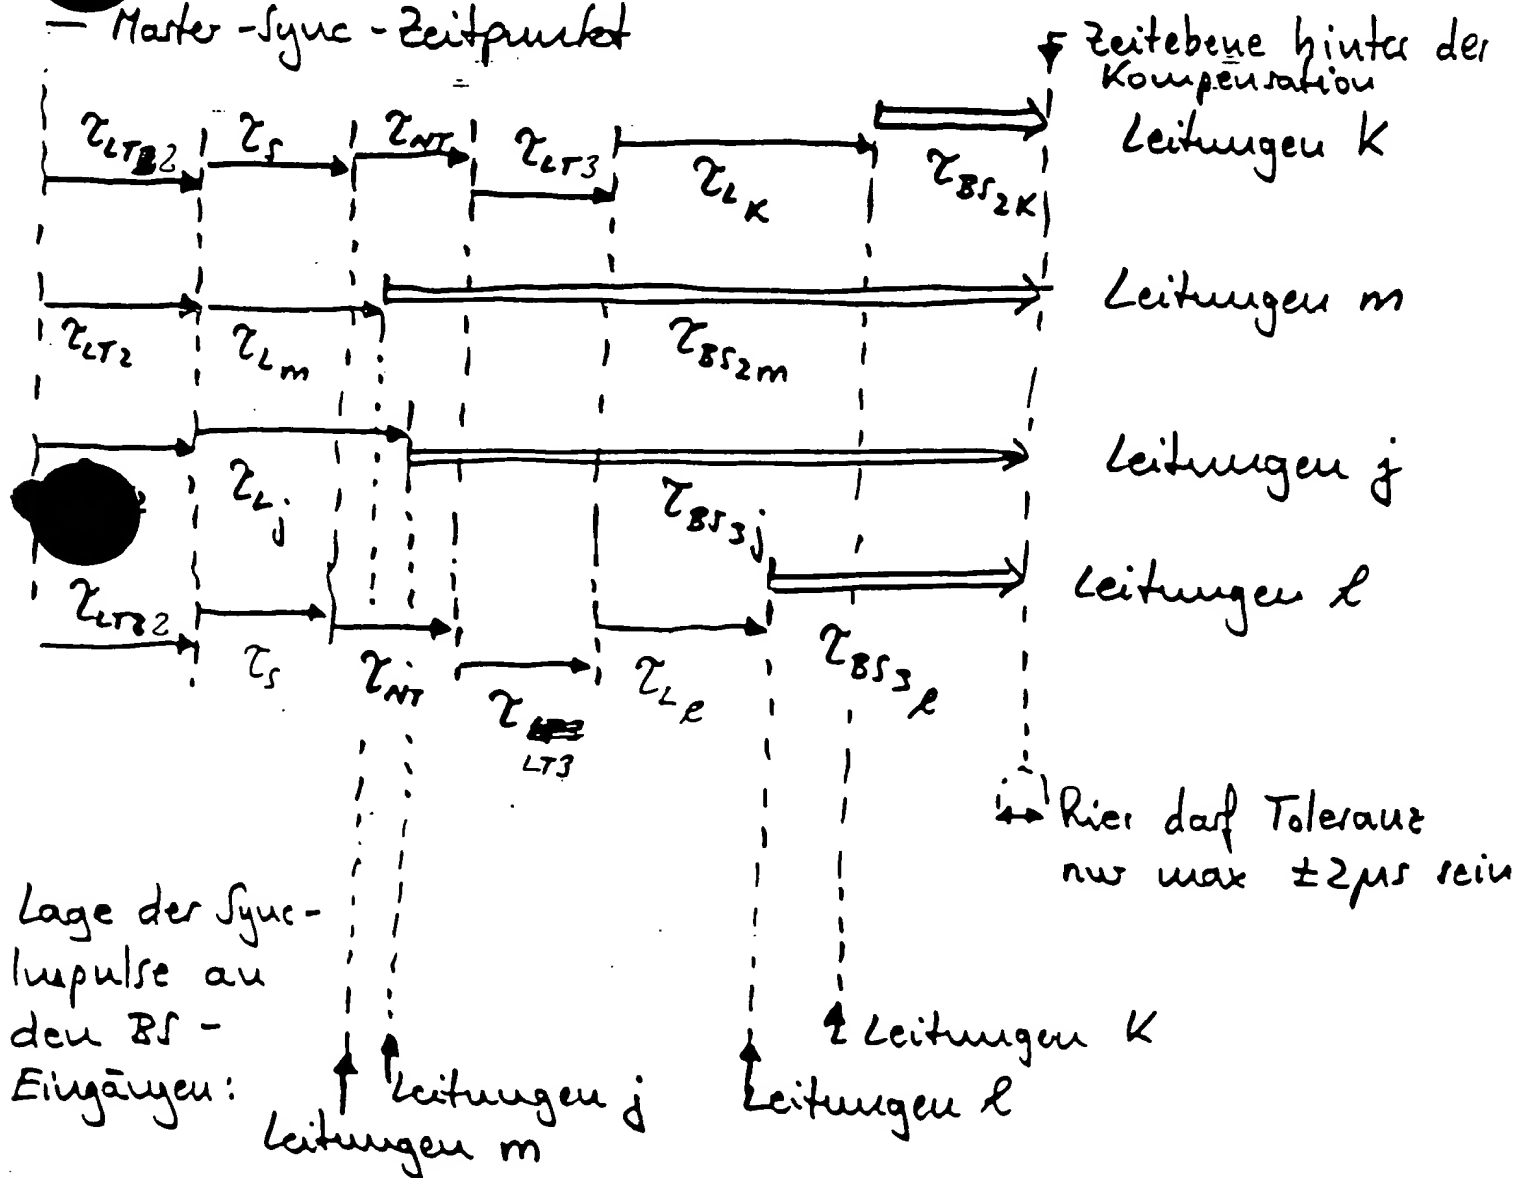 — Master-Sync-Zeitpunkt
Zeitebene hinter der
Kompensation
τLT2 τS τNT τLT3 τLK τBS2K Leitungen K
τLT2 τLm τBS2m Leitungen m
τLj τBS3j Leitungen j
τLT2 τS τNT τLT3 τLl τBS3l Leitungen l
Hier darf Toleranz
nur max ±2µs sein
Lage der Sync-
Impulse an
den BS-
Eingängen:
Leitungen K
Leitungen j
Leitungen l
Leitungen m